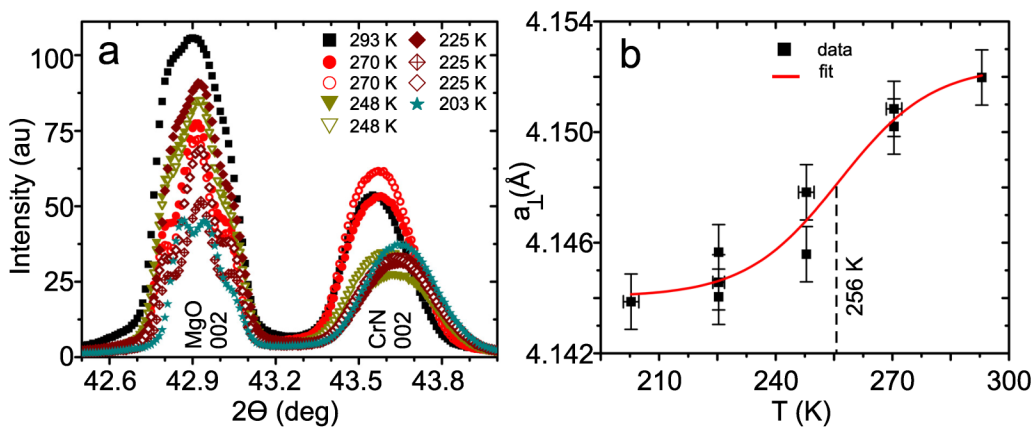 a
293 K
270 K
270 K
248 K
248 K
225 K
225 K
225 K
203 K
100
75
50
25
0
Intensity (au)
MgO
002
CrN
002
42.6 42.9 43.2 43.5 43.8
2Θ (deg)
b
data
fit
4.154
4.150
4.146
4.142
a⊥(Å)
256 K
210 240 270 300
T (K)